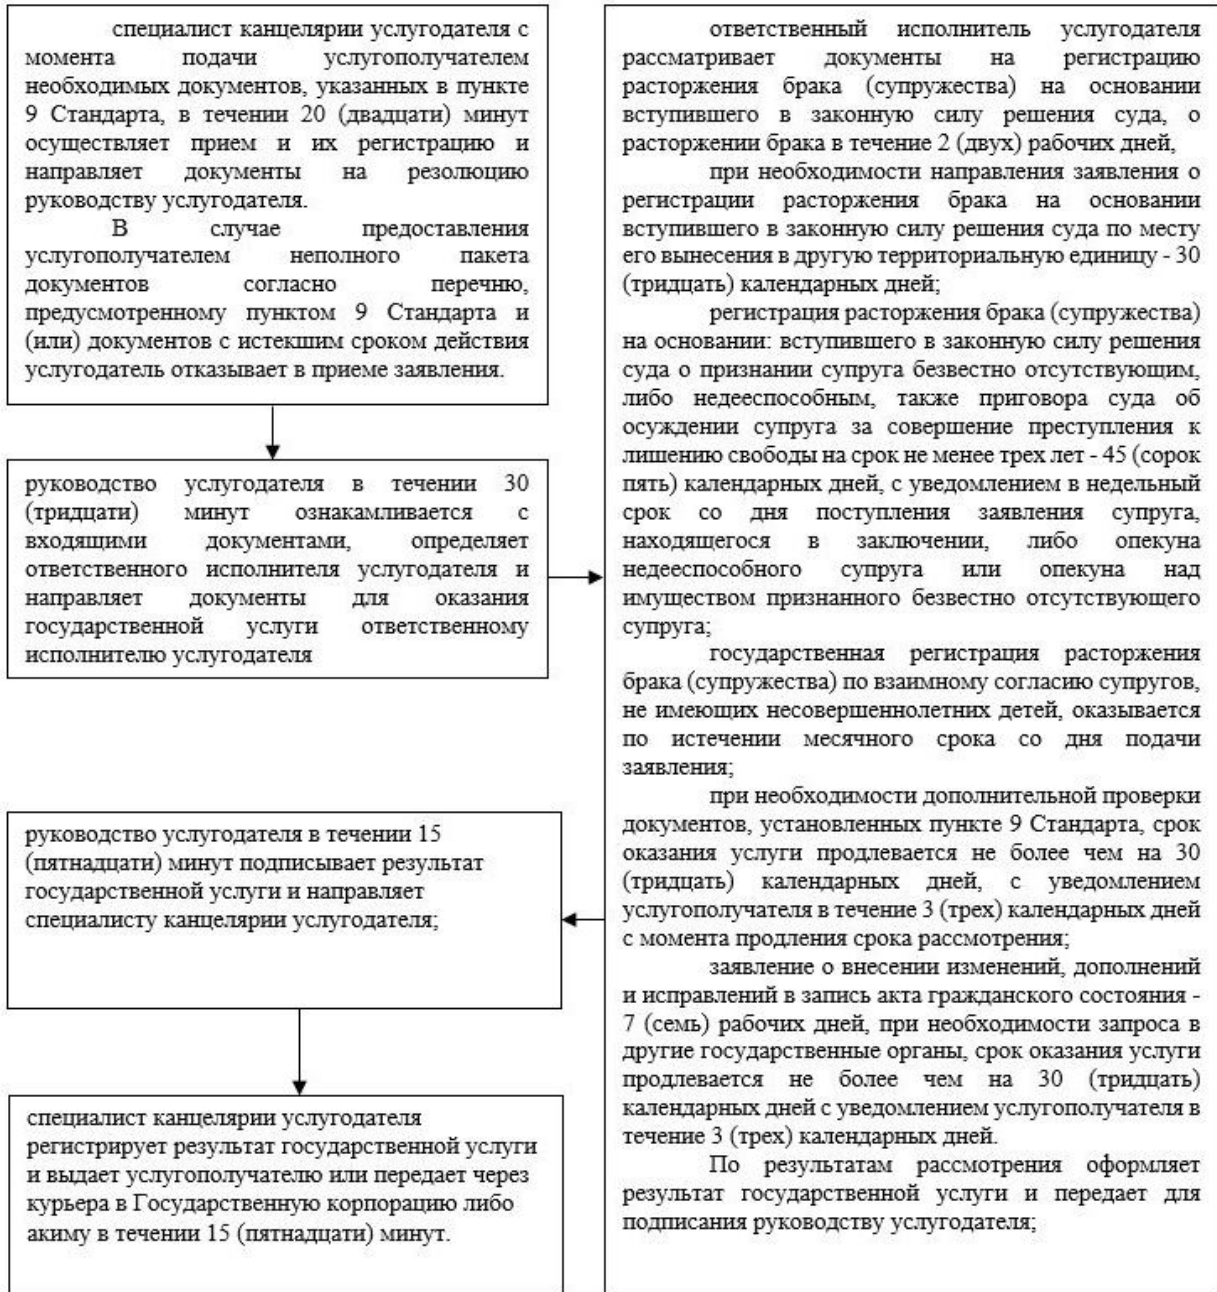 специалист канцелярии услугодателя с
момента подачи услугополучателем
необходимых документов, указанных в пункте
9 Стандарта, в течении 20 (двадцати) минут
осуществляет прием и их регистрацию и
направляет документы на резолюцию
руководству услугодателя.
В случае предоставления
услугополучателем неполного пакета
документов согласно перечню,
предусмотренному пунктом 9 Стандарта и
(или) документов с истекшим сроком действия
услугодатель отказывает в приеме заявления.
руководство услугодателя в течении 30
(тридцати) минут ознакамливается с
входящими документами, определяет
ответственного исполнителя услугодателя и
направляет документы для оказания
государственной услуги ответственному
исполнителю услугодателя
ответственный исполнитель услугодателя
рассматривает документы на регистрацию
расторжения брака (супружества) на основании
вступившего в законную силу решения суда, о
расторжении брака в течение 2 (двух) рабочих дней,
при необходимости направления заявления о
регистрации расторжения брака на основании
вступившего в законную силу решения суда по месту
его вынесения в другую территориальную единицу - 30
(тридцать) календарных дней;
регистрация расторжения брака (супружества)
на основании: вступившего в законную силу решения
суда о признании супруга безвестно отсутствующим,
либо недееспособным, также приговора суда об
осуждении супруга за совершение преступления к
лишению свободы на срок не менее трех лет - 45 (сорок
пять) календарных дней, с уведомлением в недельный
срок со дня поступления заявления супруга,
находящегося в заключении, либо опекуна
недееспособного супруга или опекуна над
имуществом признанного безвестно отсутствующего
супруга;
государственная регистрация расторжения
брака (супружества) по взаимному согласию супругов,
не имеющих несовершеннолетних детей, оказывается
по истечении месячного срока со дня подачи
заявления;
при необходимости дополнительной проверки
документов, установленных пункте 9 Стандарта, срок
оказания услуги продлевается не более чем на 30
(тридцать) календарных дней, с уведомлением
услугополучателя в течение 3 (трех) календарных дней
с момента продления срока рассмотрения;
заявление о внесении изменений, дополнений
и исправлений в запись акта гражданского состояния -
7 (семь) рабочих дней, при необходимости запроса в
другие государственные органы, срок оказания услуги
продлевается не более чем на 30 (тридцать)
календарных дней с уведомлением услугополучателя в
течение 3 (трех) календарных дней.
По результатам рассмотрения оформляет
результат государственной услуги и передает для
подписания руководству услугодателя;
руководство услугодателя в течении 15
(пятнадцати) минут подписывает результат
государственной услуги и направляет
специалисту канцелярии услугодателя;
специалист канцелярии услугодателя
регистрирует результат государственной услуги
и выдает услугополучателю или передает через
курьера в Государственную корпорацию либо
акиму в течении 15 (пятнадцати) минут.